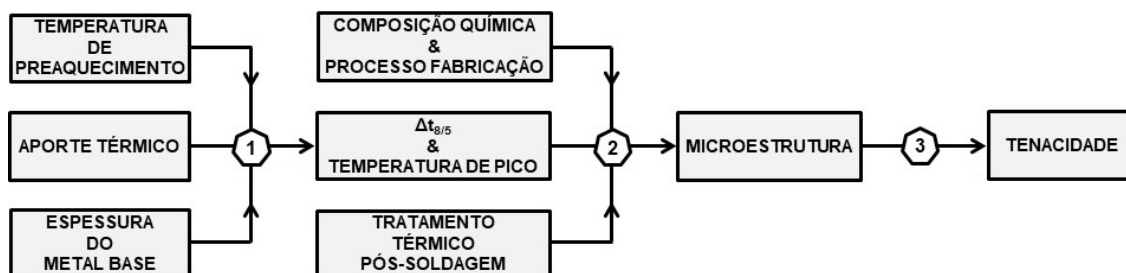 TEMPERATURA
DE
PREAQUECIMENTO
APORTE TÉRMICO
ESPESSURA
DO
METAL BASE
1
COMPOSIÇÃO QUÍMICA
&
PROCESSO FABRICAÇÃO
Δt8/5
&
TEMPERATURA DE PICO
TRATAMENTO
TÉRMICO
PÓS-SOLDAGEM
2
MICROESTRUTURA
3
TENACIDADE